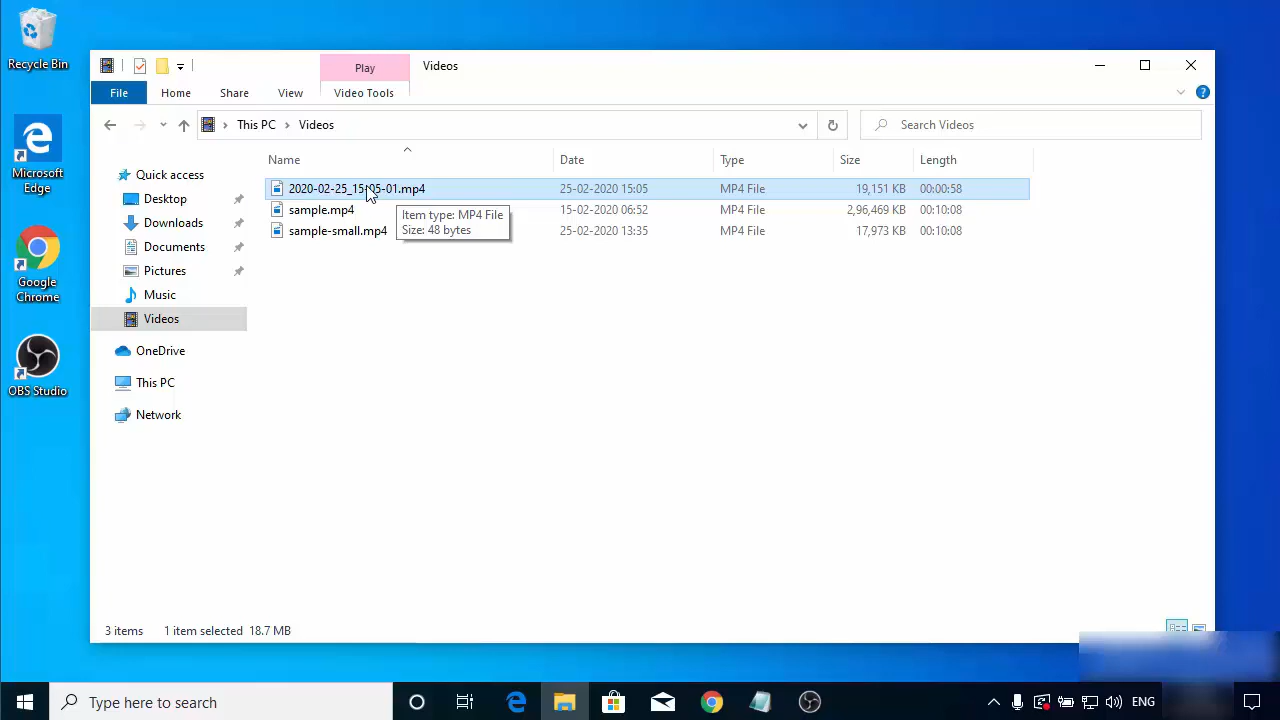 Recycle Bin
Microsoft
Edge
Google
Chrome
OBS Studio
Play
Videos
File
Home
Share
View
Video Tools
This PC
Videos
Search Videos
Name
Date
Type
Size
Length
Quick access
Desktop
Downloads
Documents
Pictures
Music
Videos
OneDrive
This PC
Network
2020-02-25_15-05-01.mp4 25-02-2020 15:05 MP4 File 19,151 KB 00:00:58
sample.mp4 15-02-2020 06:52 MP4 File 2,96,469 KB 00:10:08
sample-small.mp4 25-02-2020 13:35 MP4 File 17,973 KB 00:10:08
Item type: MP4 File
Size: 48 bytes
3 items 1 item selected 18.7 MB
Type here to search
ENG